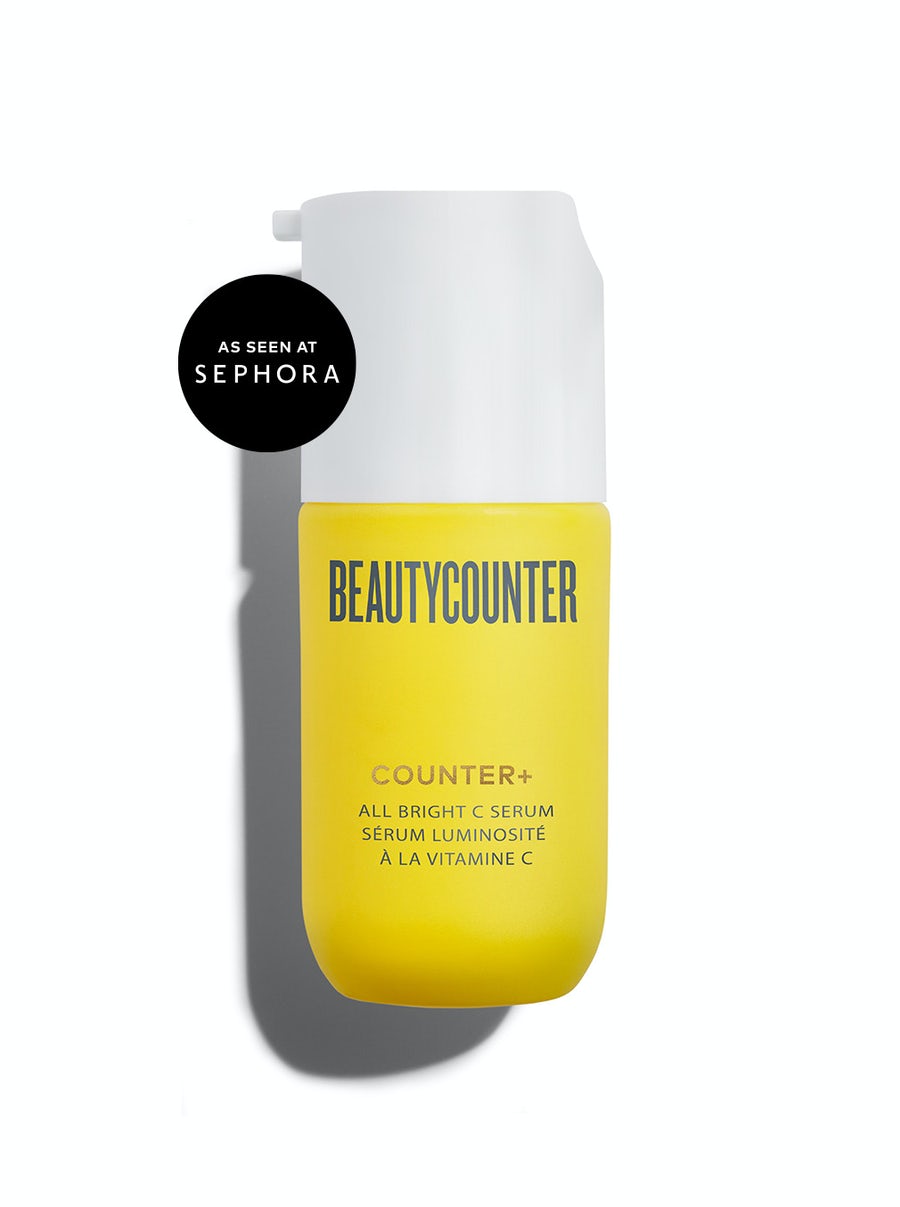 AS SEEN AT
SEPHORA
BEAUTYCOUNTER
COUNTER+
ALL BRIGHT C SERUM
SÉRUM LUMINOSITÉ
À LA VITAMINE C